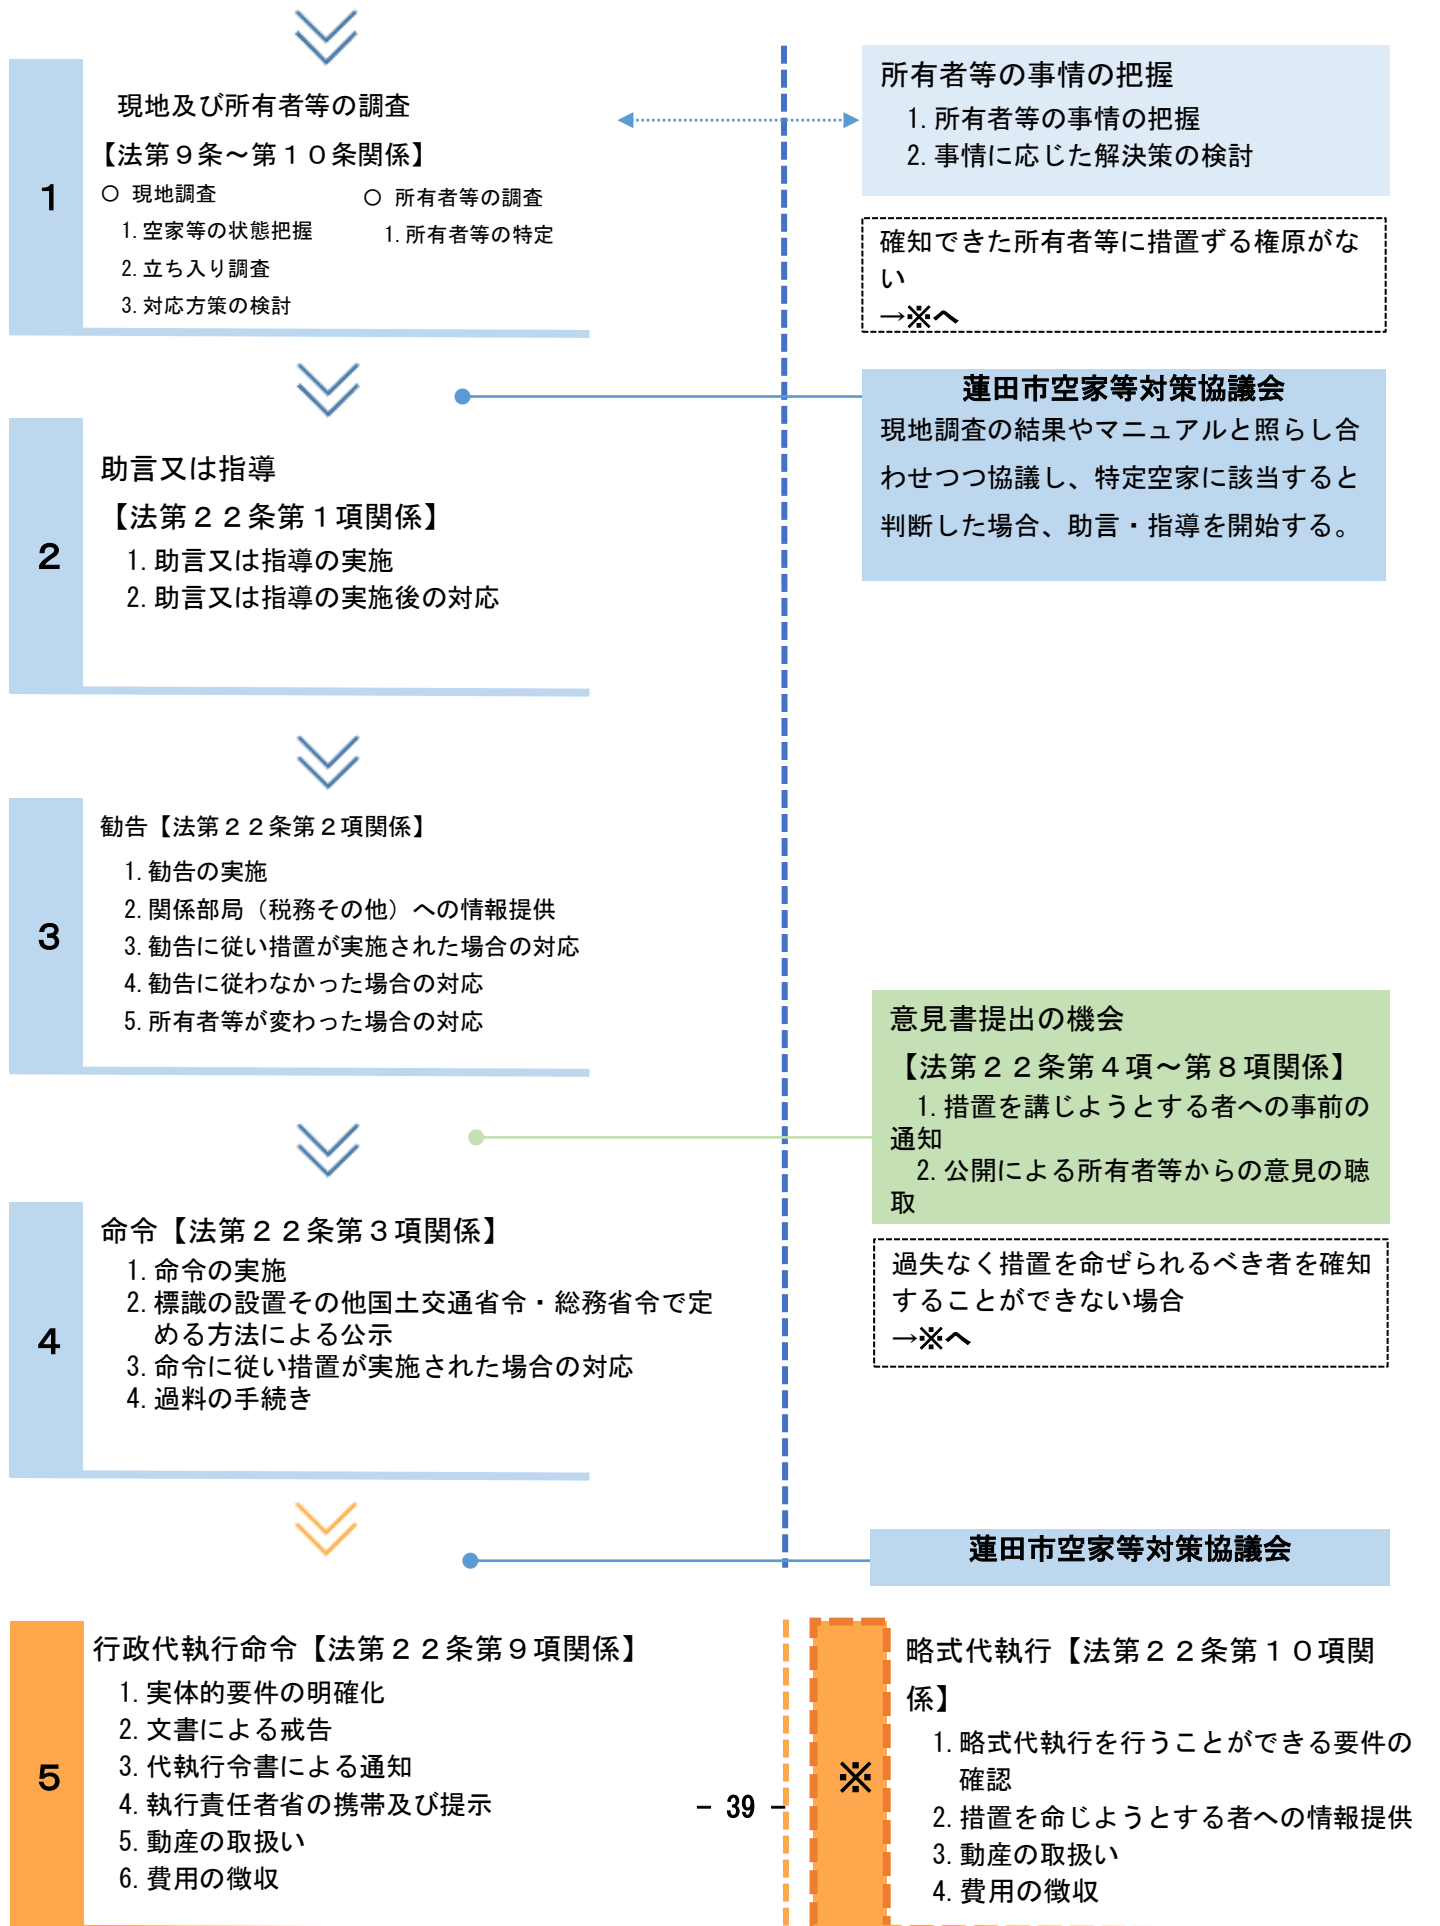 1
現地及び所有者等の調査
【法第９条～第１０条関係】
○ 現地調査
1.空家等の状態把握
2.立ち入り調査
3.対応方策の検討
○ 所有者等の調査
1.所有者等の特定
所有者等の事情の把握
1.所有者等の事情の把握
2.事情に応じた解決策の検討
確知できた所有者等に措置ずる権原がな
い
→※へ
蓮田市空家等対策協議会
現地調査の結果やマニュアルと照らし合
わせつつ協議し、特定空家に該当すると
判断した場合、助言・指導を開始する。
2
助言又は指導
【法第２２条第１項関係】
1.助言又は指導の実施
2.助言又は指導の実施後の対応
3
勧告【法第２２条第２項関係】
1.勧告の実施
2.関係部局（税務その他）への情報提供
3.勧告に従い措置が実施された場合の対応
4.勧告に従わなかった場合の対応
5.所有者等が変わった場合の対応
意見書提出の機会
【法第２２条第４項～第８項関係】
1.措置を講じようとする者への事前の
通知
2.公開による所有者等からの意見の聴
取
4
命令【法第２２条第３項関係】
1.命令の実施
2.標識の設置その他国土交通省令・総務省令で定
める方法による公示
3.命令に従い措置が実施された場合の対応
4.過料の手続き
過失なく措置を命ぜられるべき者を確知
することができない場合
→※へ
蓮田市空家等対策協議会
5
行政代執行命令【法第２２条第９項関係】
1.実体的要件の明確化
2.文書による戒告
3.代執行令書による通知
4.執行責任者省の携帯及び提示
5.動産の取扱い
6.費用の徴収
※
略式代執行【法第２２条第１０項関
係】
1.略式代執行を行うことができる要件の
確認
2.措置を命じようとする者への情報提供
3.動産の取扱い
4.費用の徴収
- 39 -